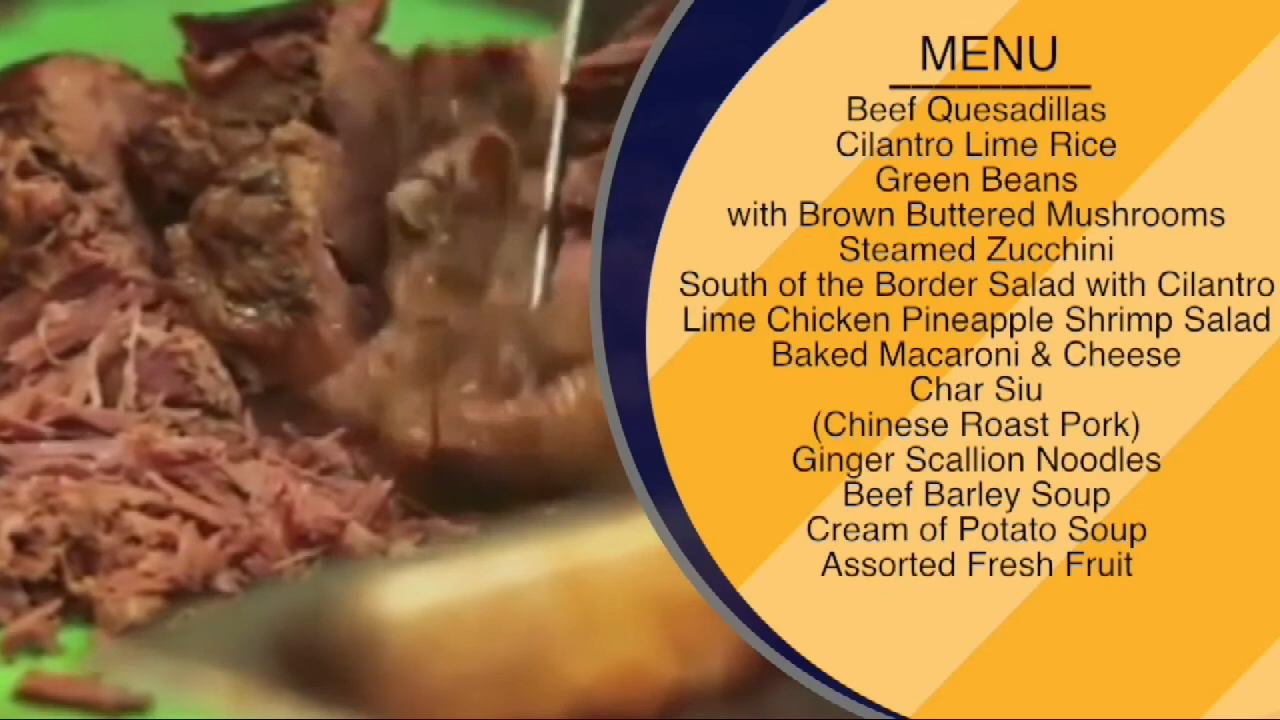 MENU
Beef Quesadillas
Cilantro Lime Rice
Green Beans
with Brown Buttered Mushrooms
Steamed Zucchini
South of the Border Salad with Cilantro
Lime Chicken Pineapple Shrimp Salad
Baked Macaroni & Cheese
Char Siu
(Chinese Roast Pork)
Ginger Scallion Noodles
Beef Barley Soup
Cream of Potato Soup
Assorted Fresh Fruit